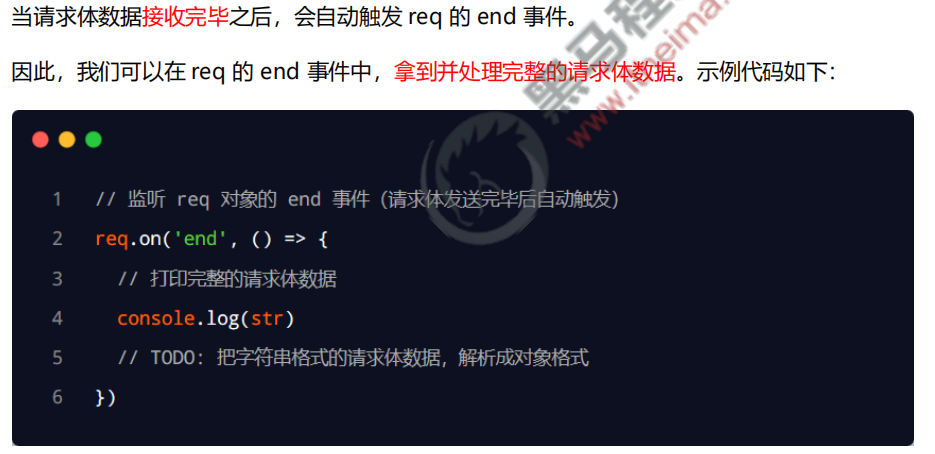 当请求体数据接收完毕之后，会自动触发 req 的 end 事件。
因此，我们可以在 req 的 end 事件中，拿到并处理完整的请求体数据。示例代码如下：
1 // 监听 req 对象的 end 事件（请求体发送完毕后自动触发）
2 req.on('end', () => {
3 // 打印完整的请求体数据
4 console.log(str)
5 // TODO: 把字符串格式的请求体数据，解析成对象格式
6 })
黑马程
www.itheima.